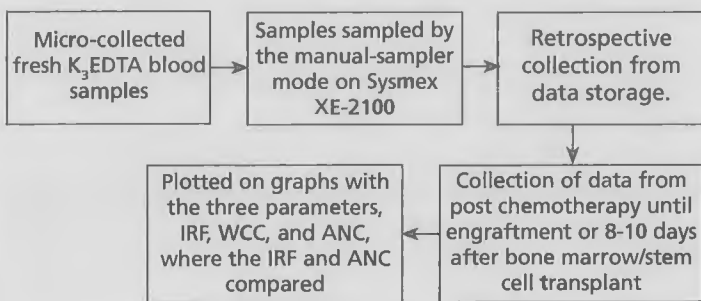 Micro-collected
fresh K₃EDTA blood
samples
Samples sampled by
the manual-sampler
mode on Sysmex
XE-2100
Retrospective
collection from
data storage.
Collection of data from
post chemotherapy until
engraftment or 8-10 days
after bone marrow/stem
cell transplant
Plotted on graphs with
the three parameters,
IRF, WCC, and ANC,
where the IRF and ANC
compared